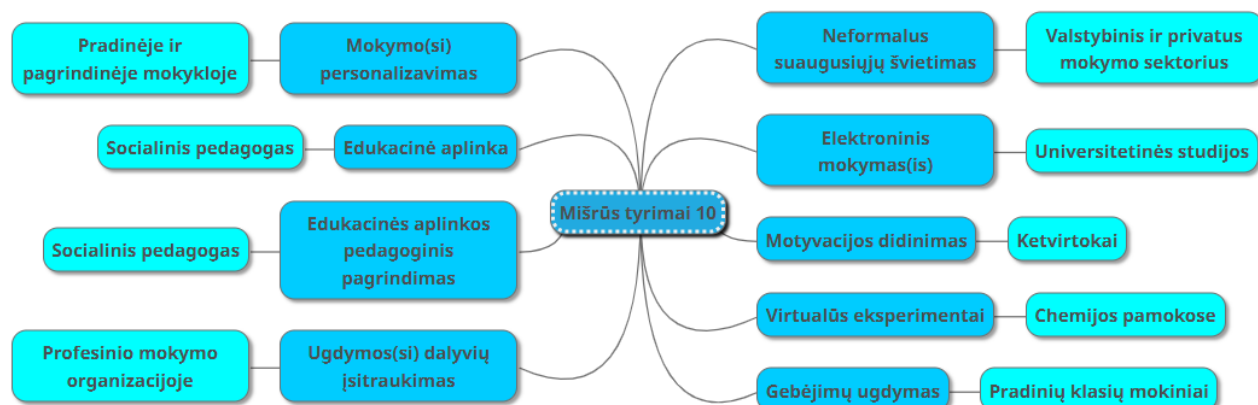 Pradinėje ir
pagrindinėje mokykloje
Mokymo(si)
personalizavimas
Socialinis pedagogas
Edukacinė aplinka
Socialinis pedagogas
Edukacinės aplinkos
pedagoginis
pagrindimas
Profesinio mokymo
organizacijoje
Ugdymos(si) dalyvių
įsitraukimas
Mišrūs tyrimai 10
Neformalus
suaugusiųjų švietimas
Valstybinis ir privatus
mokymo sektorius
Elektroninis
mokymas(is)
Universitetinės studijos
Motyvacijos didinimas
Ketvirtokai
Virtualūs eksperimentai
Chemijos pamokose
Gebėjimų ugdymas
Pradinių klasių mokiniai